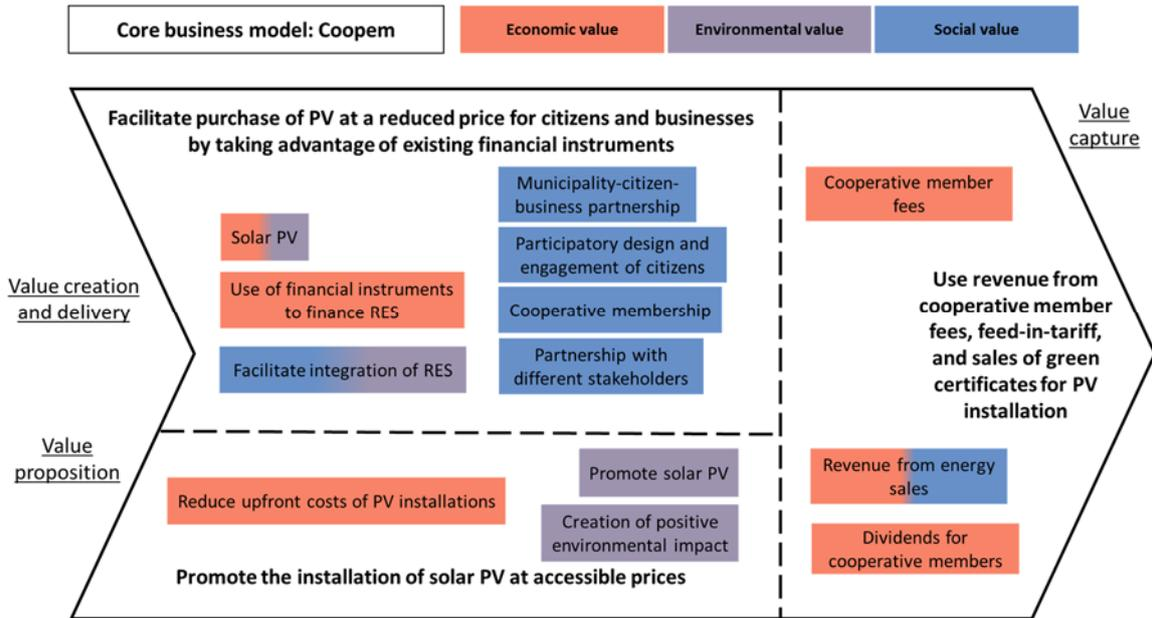 Core business model: Coopem
Economic value
Environmental value
Social value
Value
capture
Facilitate purchase of PV at a reduced price for citizens and businesses
by taking advantage of existing financial instruments
Value creation
and delivery
Solar PV
Use of financial instruments
to finance RES
Facilitate integration of RES
Municipality-citizen-
business partnership
Participatory design and
engagement of citizens
Cooperative membership
Partnership with
different stakeholders
Cooperative member
fees
Use revenue from
cooperative member
fees, feed-in-tariff,
and sales of green
certificates for PV
installation
Value
proposition
Reduce upfront costs of PV installations
Promote solar PV
Creation of positive
environmental impact
Promote the installation of solar PV at accessible prices
Revenue from energy
sales
Dividends for
cooperative members